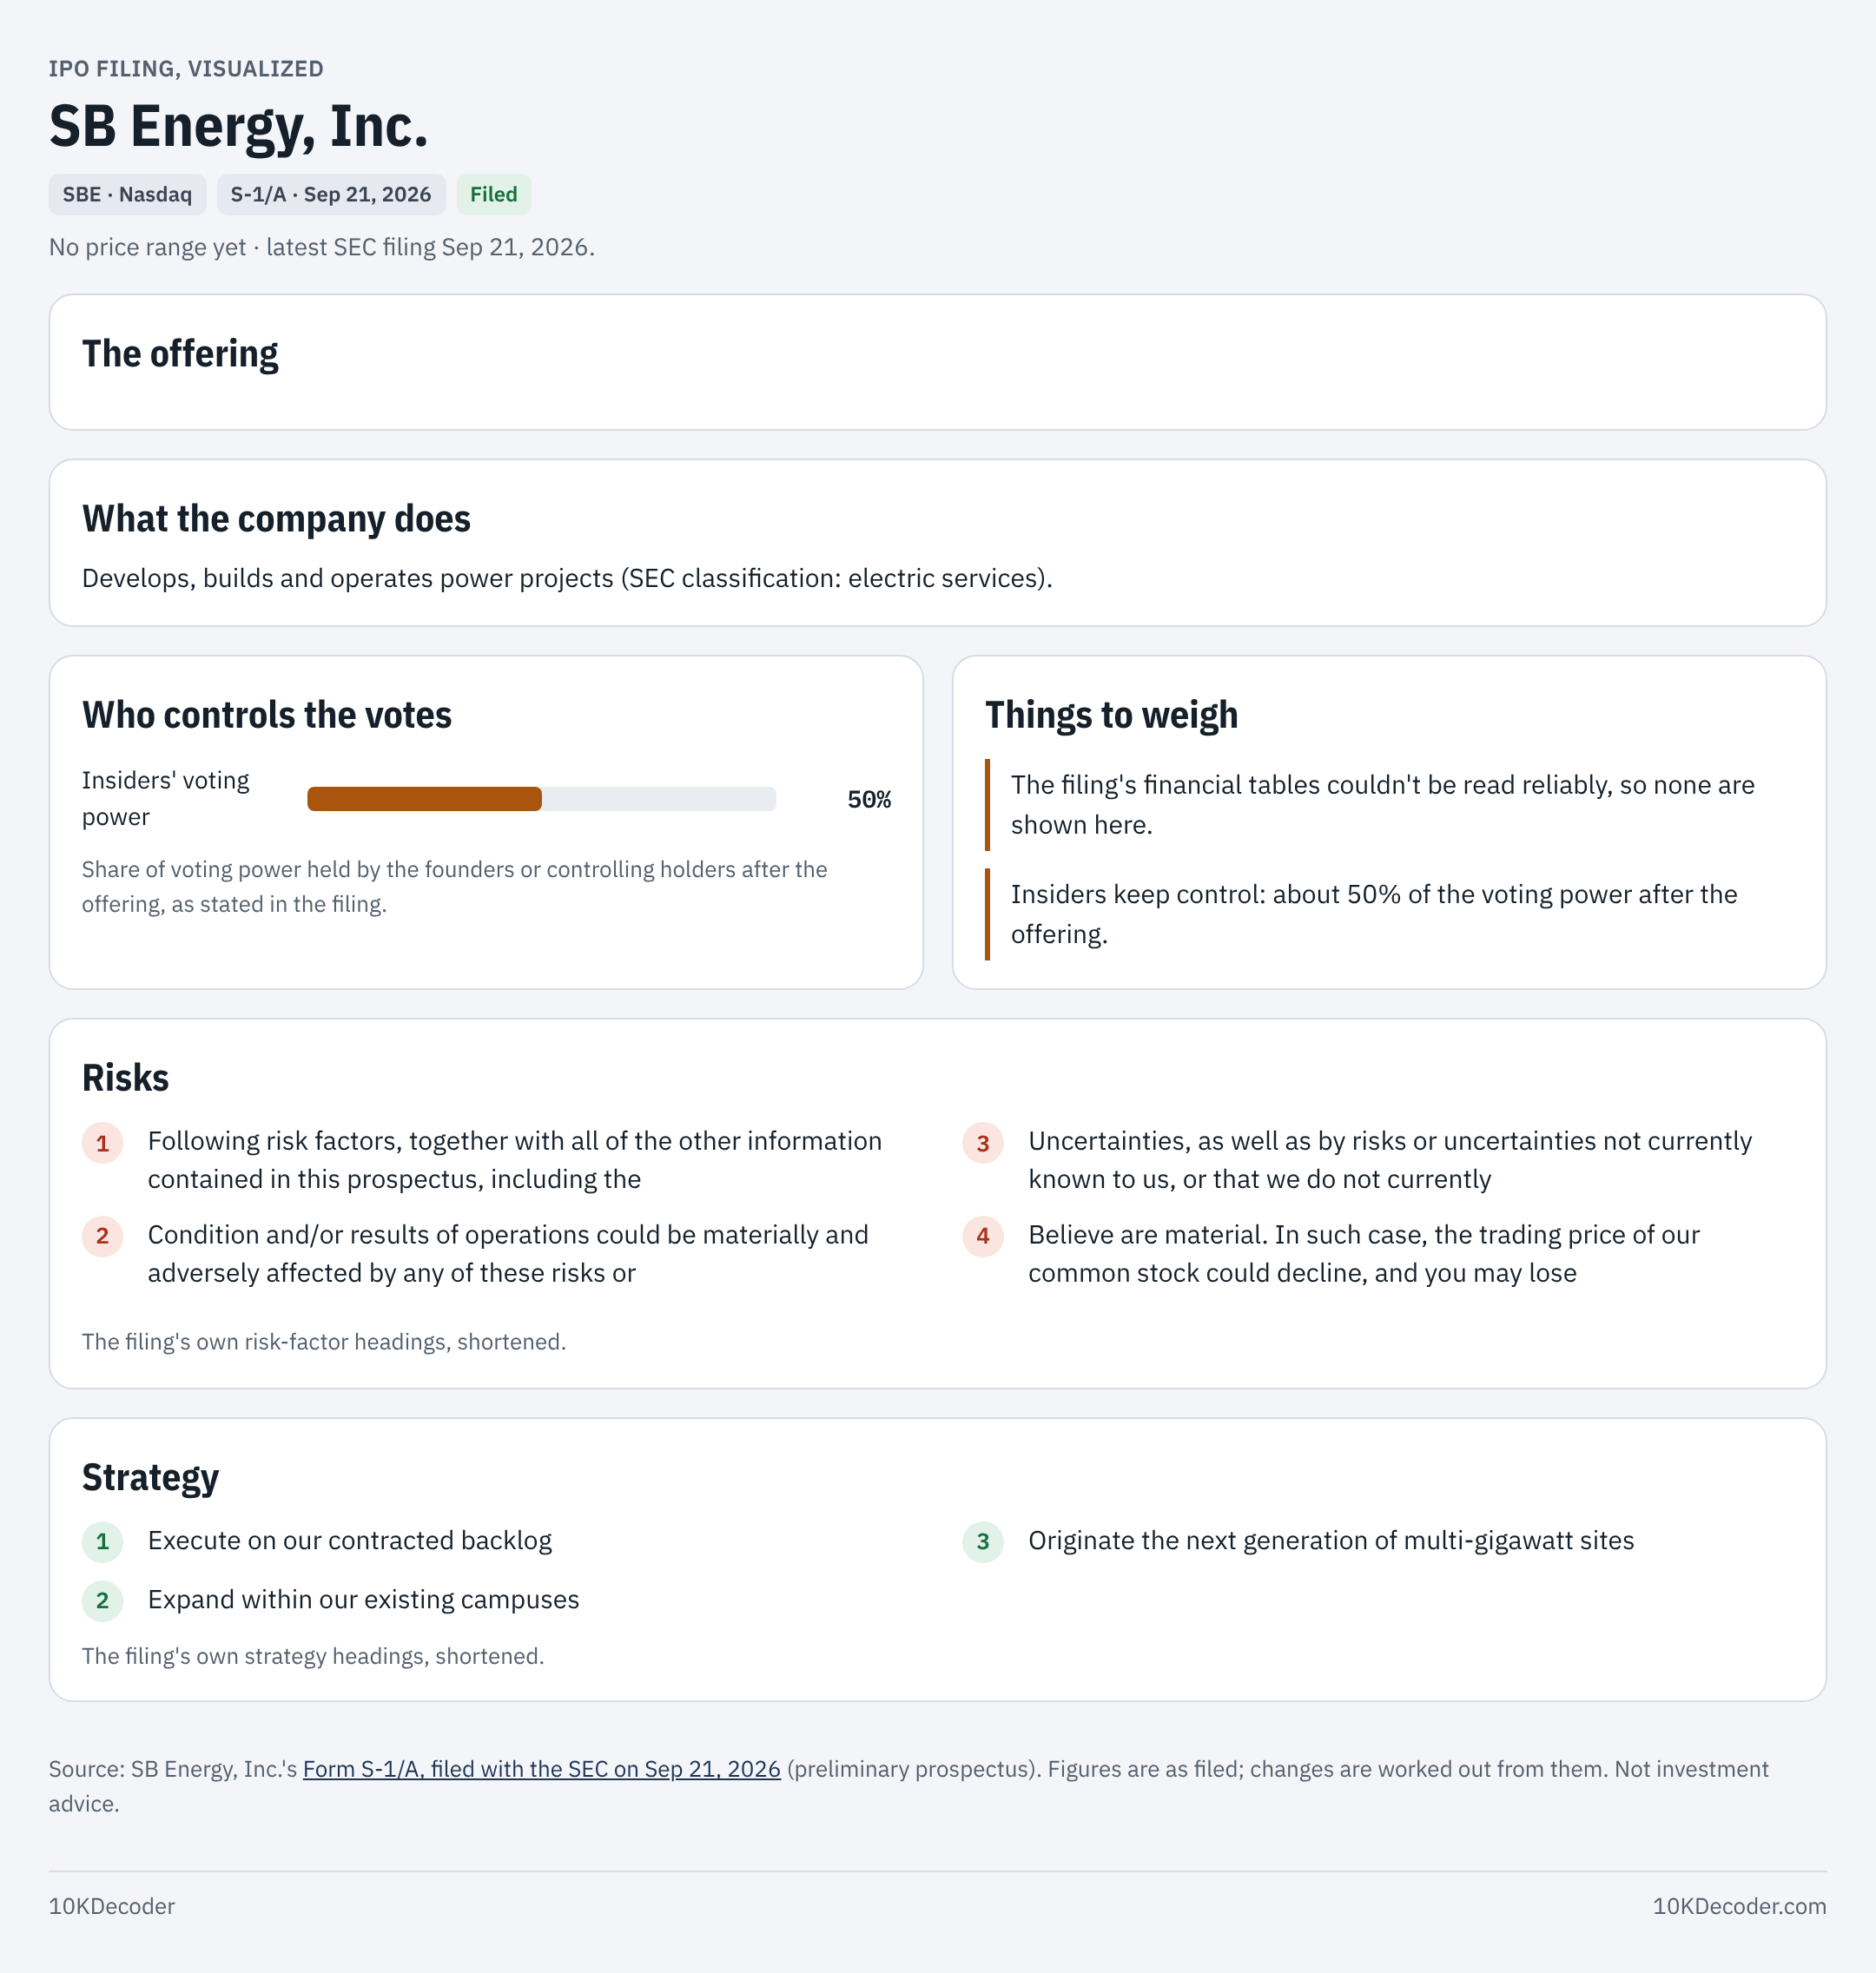 IPO FILING, VISUALIZED
SB Energy, Inc.
SBE · Nasdaq
S-1/A · Sep 21, 2026
Filed
No price range yet · latest SEC filing Sep 21, 2026.
The offering
What the company does
Develops, builds and operates power projects (SEC classification: electric services).
Who controls the votes
Insiders' voting
power
50%
Share of voting power held by the founders or controlling holders after the
offering, as stated in the filing.
Things to weigh
The filing's financial tables couldn't be read reliably, so none are
shown here.
Insiders keep control: about 50% of the voting power after the
offering.
Risks
1 Following risk factors, together with all of the other information
contained in this prospectus, including the
2 Condition and/or results of operations could be materially and
adversely affected by any of these risks or
3 Uncertainties, as well as by risks or uncertainties not currently
known to us, or that we do not currently
4 Believe are material. In such case, the trading price of our
common stock could decline, and you may lose
The filing's own risk-factor headings, shortened.
Strategy
1 Execute on our contracted backlog
2 Expand within our existing campuses
3 Originate the next generation of multi-gigawatt sites
The filing's own strategy headings, shortened.
Source: SB Energy, Inc.'s Form S-1/A, filed with the SEC on Sep 21, 2026 (preliminary prospectus). Figures are as filed; changes are worked out from them. Not investment
advice.
10KDecoder
10KDecoder.com